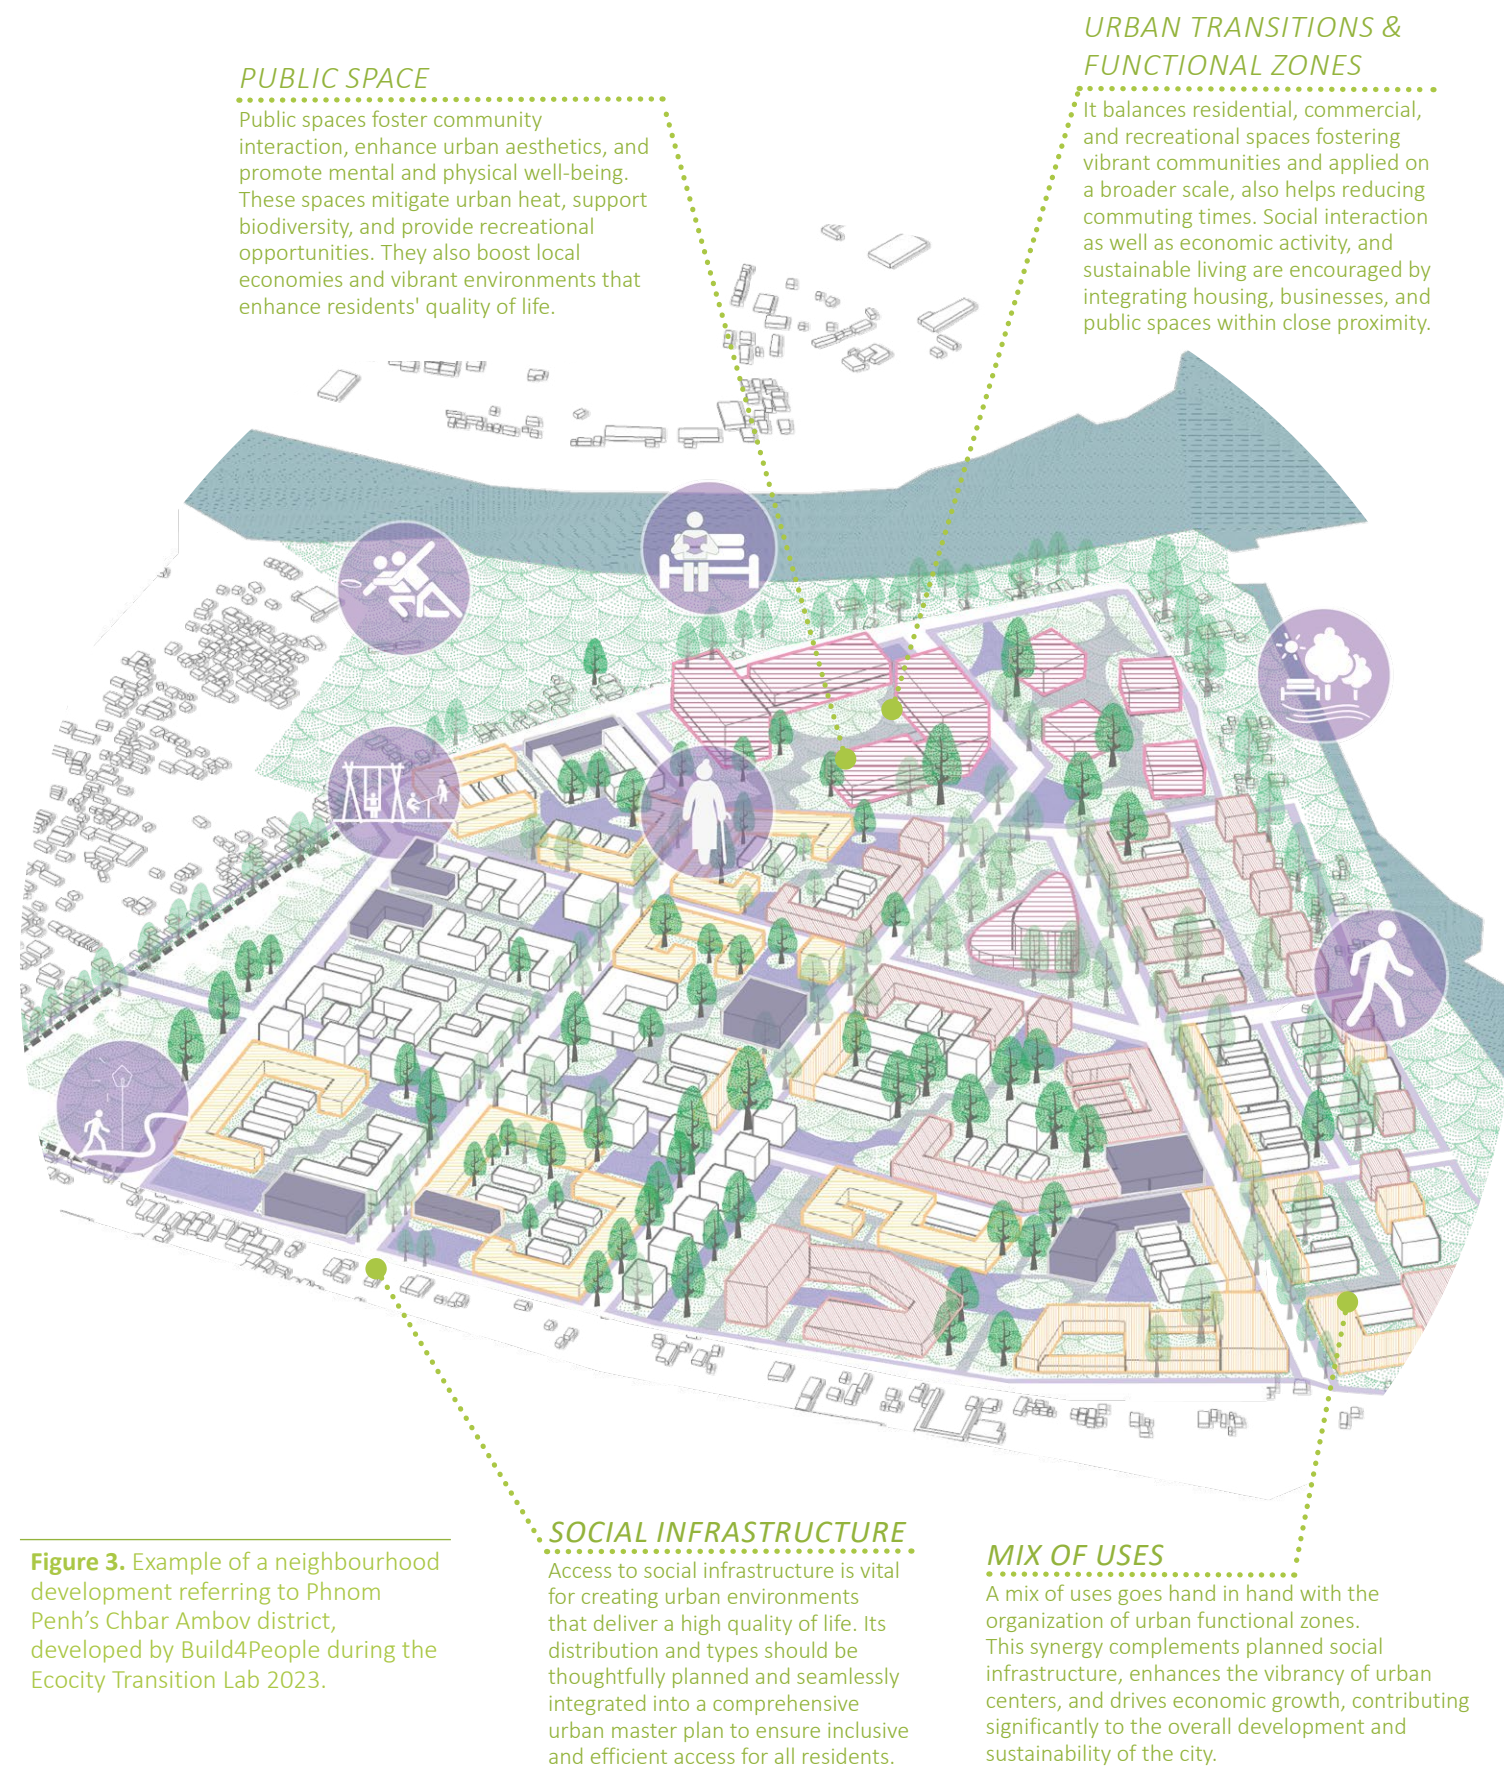 PUBLIC SPACE
Public spaces foster community
interaction, enhance urban aesthetics, and
promote mental and physical well-being.
These spaces mitigate urban heat, support
biodiversity, and provide recreational
opportunities. They also boost local
economies and vibrant environments that
enhance residents' quality of life.
URBAN TRANSITIONS &
FUNCTIONAL ZONES
It balances residential, commercial,
and recreational spaces fostering
vibrant communities and applied on
a broader scale, also helps reducing
commuting times. Social interaction
as well as economic activity, and
sustainable living are encouraged by
integrating housing, businesses, and
public spaces within close proximity.
Figure 3. Example of a neighbourhood
development referring to Phnom
Penh’s Chbar Ambov district,
developed by Build4People during the
Ecocity Transition Lab 2023.
SOCIAL INFRASTRUCTURE
Access to social infrastructure is vital
for creating urban environments
that deliver a high quality of life. Its
distribution and types should be
thoughtfully planned and seamlessly
integrated into a comprehensive
urban master plan to ensure inclusive
and efficient access for all residents.
MIX OF USES
A mix of uses goes hand in hand with the
organization of urban functional zones.
This synergy complements planned social
infrastructure, enhances the vibrancy of urban
centers, and drives economic growth, contributing
significantly to the overall development and
sustainability of the city.